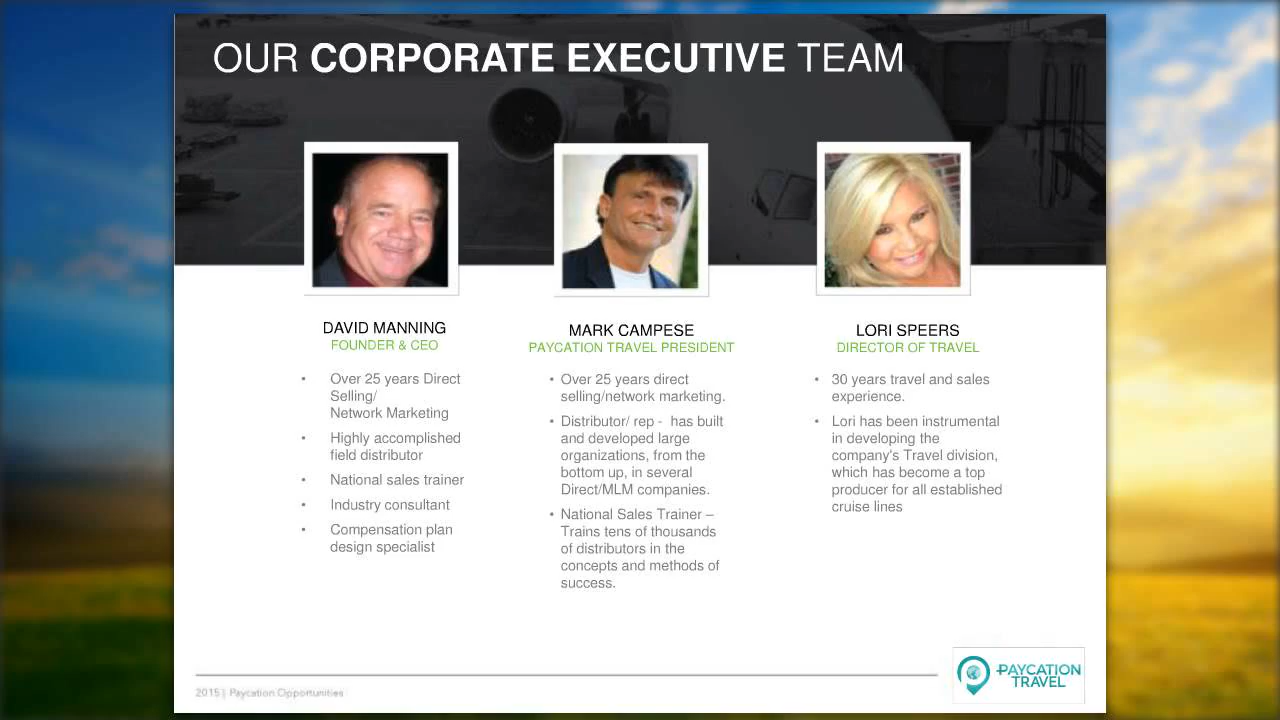 OUR CORPORATE EXECUTIVE TEAM
DAVID MANNING
FOUNDER & CEO
• Over 25 years Direct
Selling/
Network Marketing
• Highly accomplished
field distributor
• National sales trainer
• Industry consultant
• Compensation plan
design specialist
MARK CAMPESE
PAYCATION TRAVEL PRESIDENT
• Over 25 years direct
selling/network marketing.
• Distributor/ rep - has built
and developed large
organizations, from the
bottom up, in several
Direct/MLM companies.
• National Sales Trainer –
Trains tens of thousands
of distributors in the
concepts and methods of
success.
LORI SPEERS
DIRECTOR OF TRAVEL
• 30 years travel and sales
experience.
• Lori has been instrumental
in developing the
company's Travel division,
which has become a top
producer for all established
cruise lines
2015 | Paycation Opportunities
PAYCATION
TRAVEL